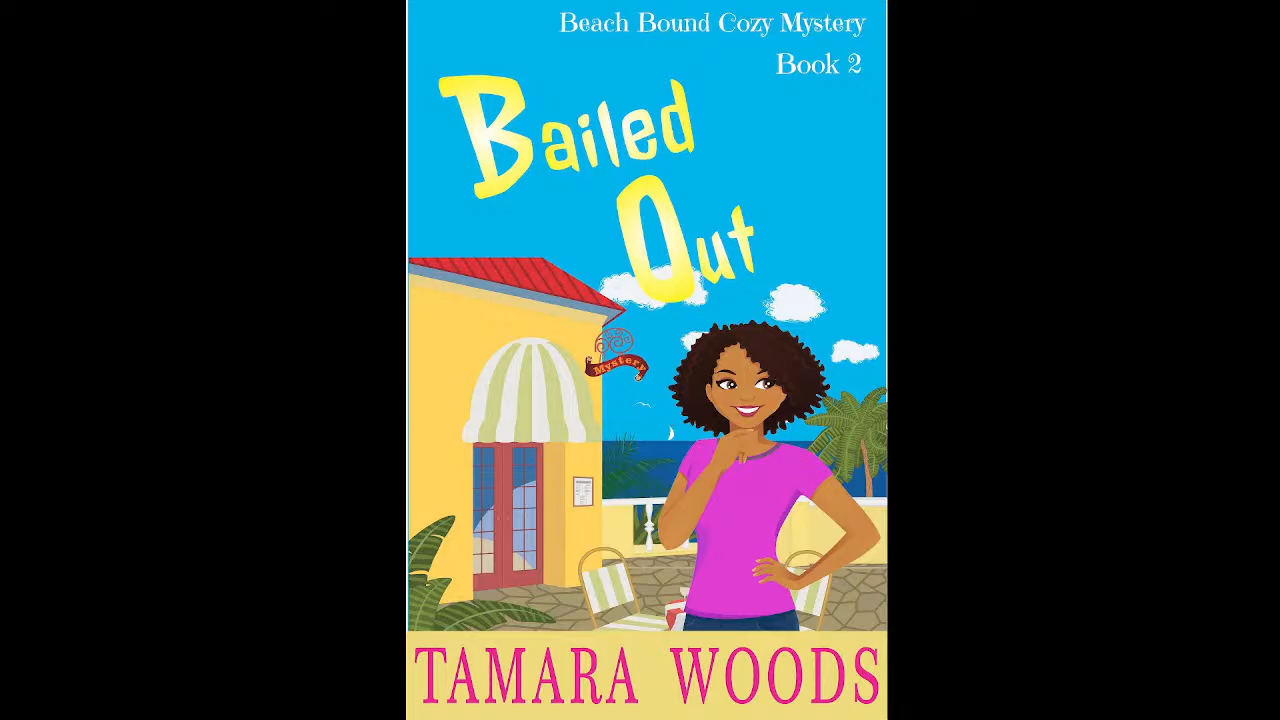 Beach Bound Cozy Mystery
Book 2
Bailed
Out
Mystery
TAMARA WOODS